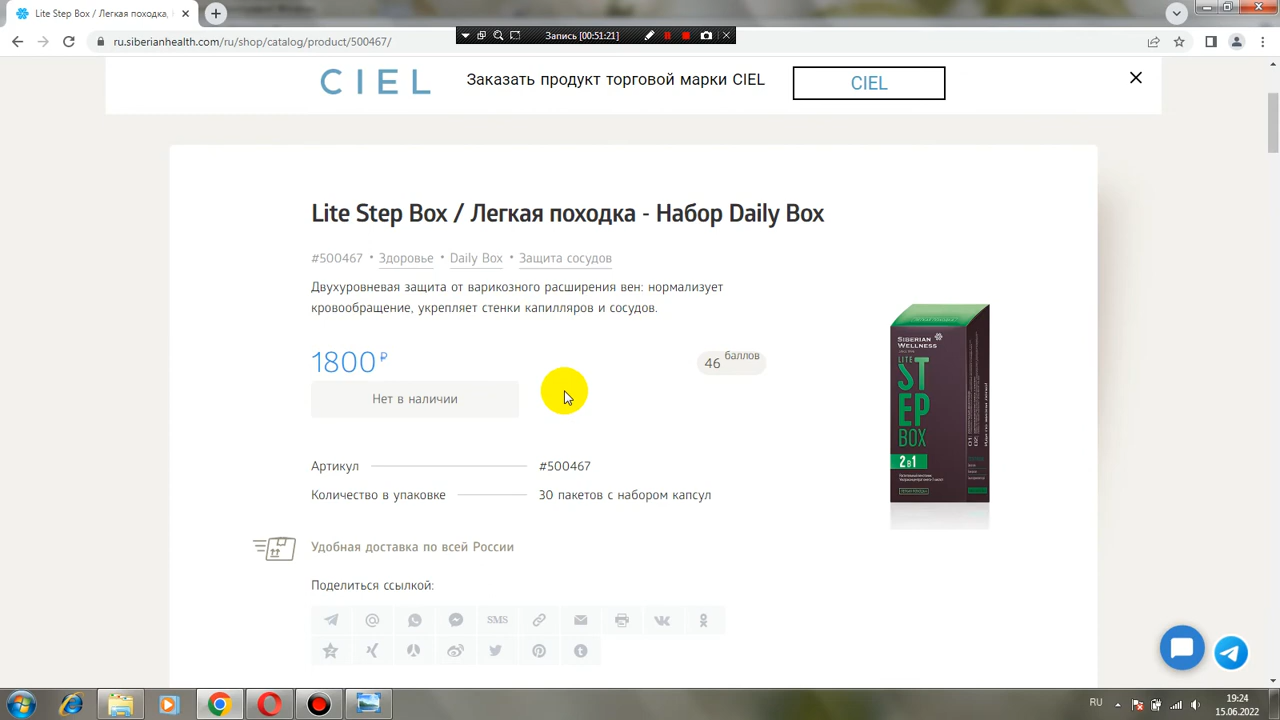 Lite Step Box / Легкая походка,
ru.siberianhealth.com/ru/shop/catalog/product/500467/
Запись [00:51:21]
CIEL
Заказать продукт торговой марки CIEL
CIEL
Lite Step Box / Легкая походка - Набор Daily Box
#500467 • Здоровье • Daily Box • Защита сосудов
Двухуровневая защита от варикозного расширения вен: нормализует
кровообращение, укрепляет стенки капилляров и сосудов.
1800 ₽
46 баллов
Нет в наличии
SIBERIAN
WELLNESS
LITE
ST
EP
BOX
2в1
Артикул #500467
Количество в упаковке 30 пакетов с набором капсул
Удобная доставка по всей России
Поделиться ссылкой:
SMS
RU
19:24
15.06.2022